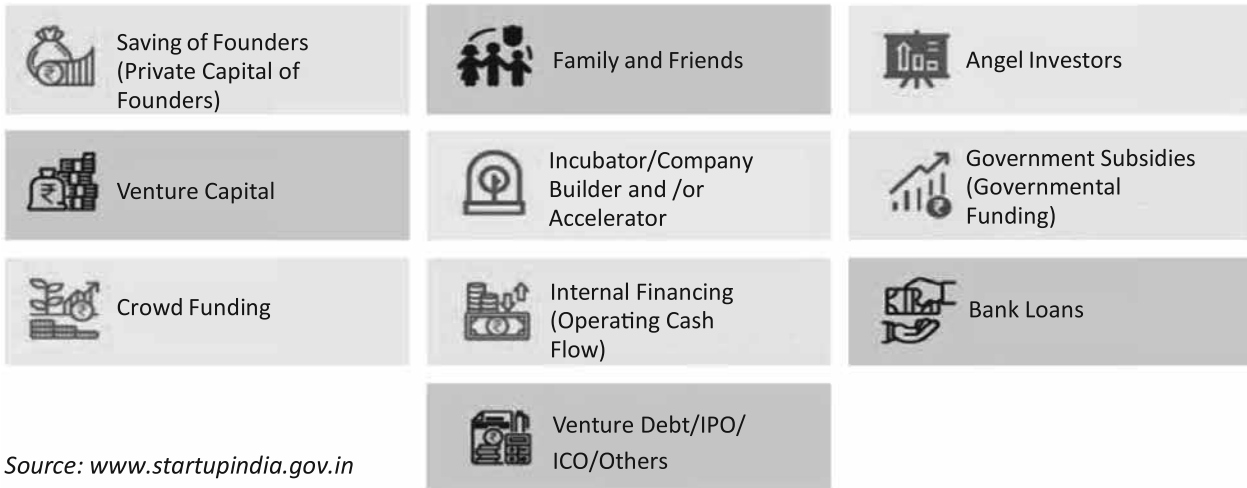 Saving of Founders
(Private Capital of
Founders)
Family and Friends
Angel Investors
Venture Capital
Incubator/Company
Builder and /or
Accelerator
Government Subsidies
(Governmental
Funding)
Crowd Funding
Internal Financing
(Operating Cash
Flow)
Bank Loans
Venture Debt/IPO/
ICO/Others
Source: www.startupindia.gov.in